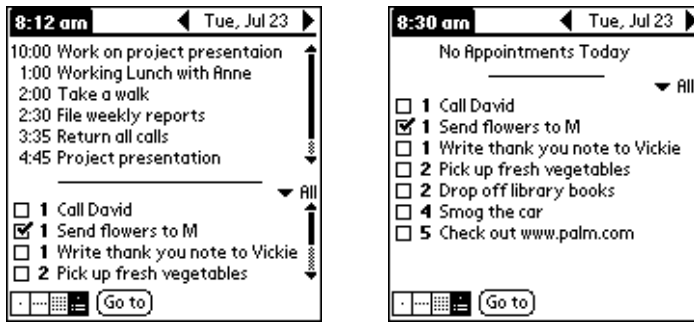 8:12 am Tue, Jul 23
10:00 Work on project presentaion
1:00 Working Lunch with Anne
2:00 Take a walk
2:30 File weekly reports
3:35 Return all calls
4:45 Project presentation
All
1 Call David
1 Send flowers to M
1 Write thank you note to Vickie
2 Pick up fresh vegetables
Go to
8:30 am Tue, Jul 23
No Appointments Today
All
1 Call David
1 Send flowers to M
1 Write thank you note to Vickie
2 Pick up fresh vegetables
2 Drop off library books
4 Smog the car
5 Check out www.palm.com
Go to